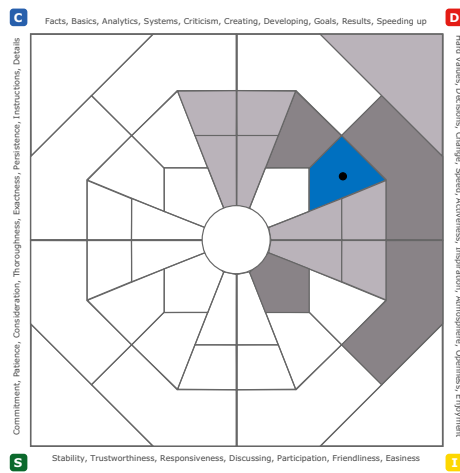 C
Facts, Basics, Analytics, Systems, Criticism, Creating, Developing, Goals, Results, Speeding up
D
Commitment, Patience, Consideration, Thoroughness, Exactness, Persistence, Instructions, Details
Hard values, Decisions, Change, Speed, Activeness, Inspiration, Atmosphere, Openness, Enjoyment
S
Stability, Trustworthiness, Responsiveness, Discussing, Participation, Friendliness, Easiness
I